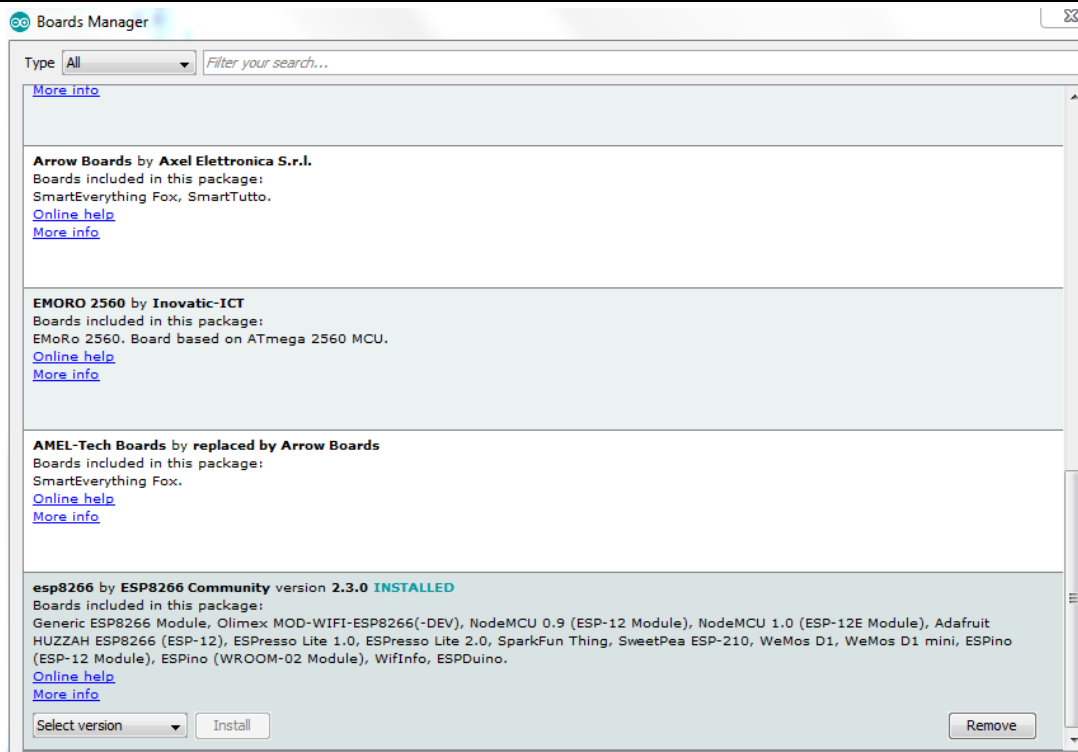 Boards Manager
Type All Filter your search...
More info
Arrow Boards by Axel Elettronica S.r.l.
Boards included in this package:
SmartEverything Fox, SmartTutto.
Online help
More info
EMORO 2560 by Inovatic-ICT
Boards included in this package:
EMoRo 2560. Board based on ATmega 2560 MCU.
Online help
More info
AMEL-Tech Boards by replaced by Arrow Boards
Boards included in this package:
SmartEverything Fox.
Online help
More info
esp8266 by ESP8266 Community version 2.3.0 INSTALLED
Boards included in this package:
Generic ESP8266 Module, Olimex MOD-WIFI-ESP8266(-DEV), NodeMCU 0.9 (ESP-12 Module), NodeMCU 1.0 (ESP-12E Module), Adafruit
HUZZAH ESP8266 (ESP-12), ESPresso Lite 1.0, ESPresso Lite 2.0, SparkFun Thing, SweetPea ESP-210, WeMos D1, WeMos D1 mini, ESPino
(ESP-12 Module), ESPino (WROOM-02 Module), WifInfo, ESPDuino.
Online help
More info
Select version Install Remove